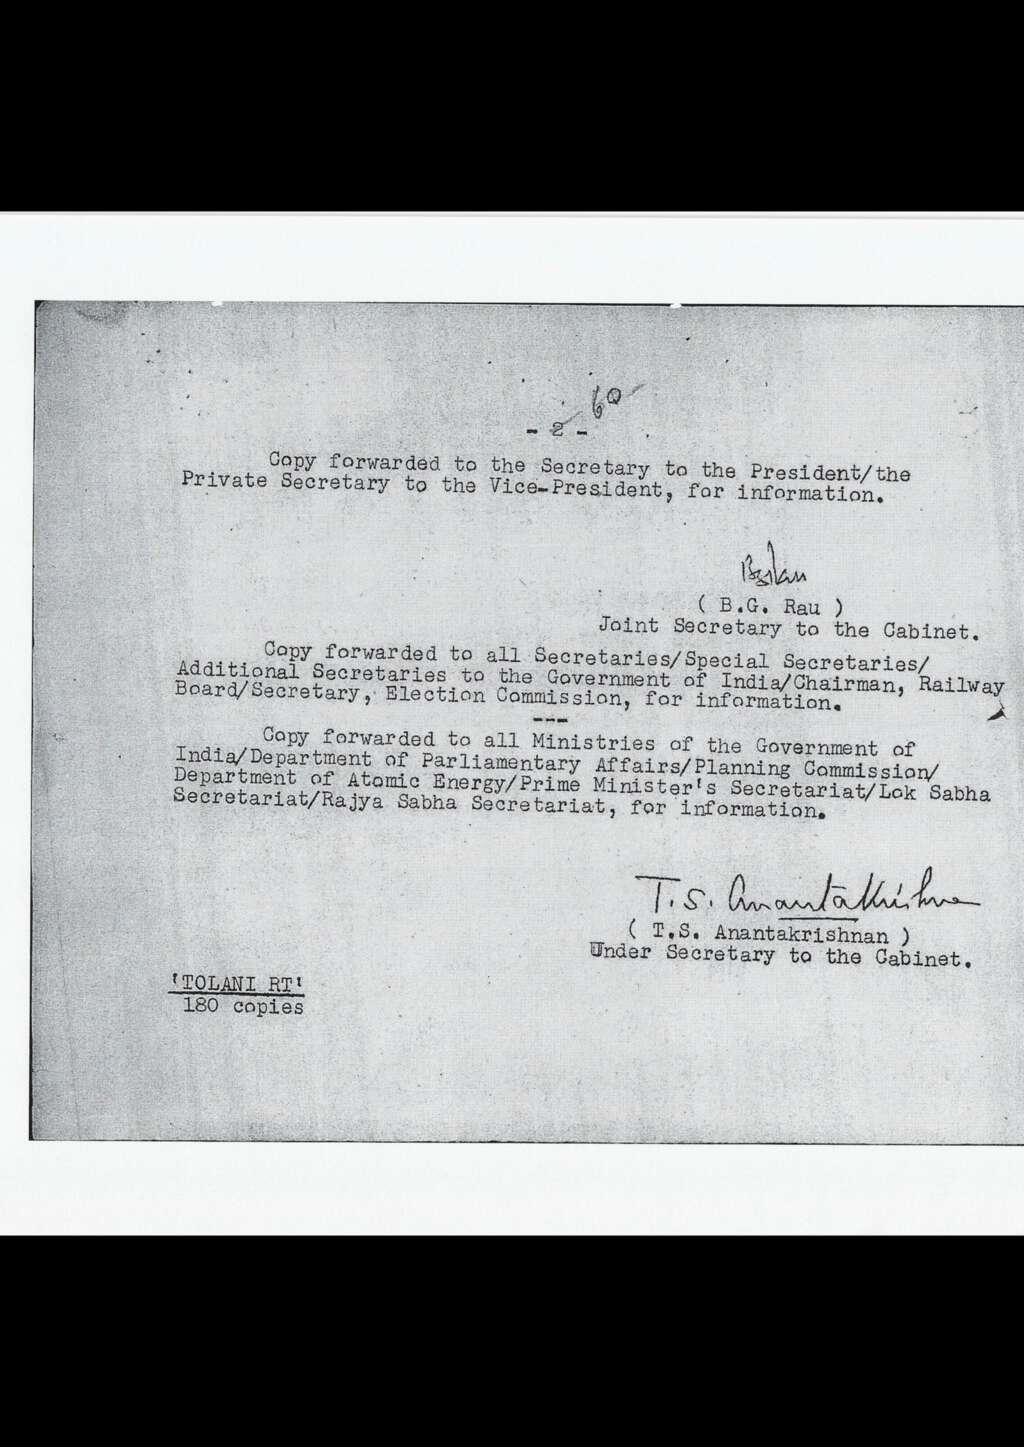 60
- 2 -
Copy forwarded to the Secretary to the President/the
Private Secretary to the Vice-President, for information.
( B.G. Rau )
Joint Secretary to the Cabinet.
Copy forwarded to all Secretaries/Special Secretaries/
Additional Secretaries to the Government of India/Chairman, Railway
Board/Secretary, Election Commission, for information.
---
Copy forwarded to all Ministries of the Government of
India/Department of Parliamentary Affairs/Planning Commission/
Department of Atomic Energy/Prime Minister's Secretariat/Lok Sabha
Secretariat/Rajya Sabha Secretariat, for information.
T.S. Anantakrishna
( T.S. Anantakrishnan )
Under Secretary to the Cabinet.
'TOLANI RT'
180 copies